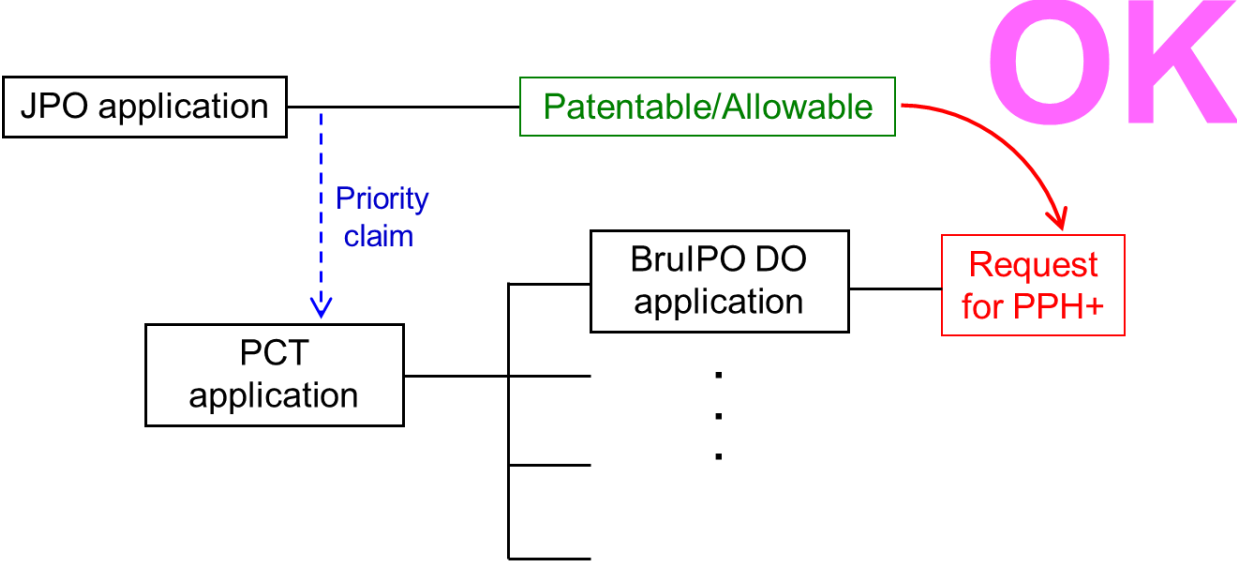 OK
JPO application
Patentable/Allowable
Priority
claim
BruIPO DO
application
Request
for PPH+
PCT
application